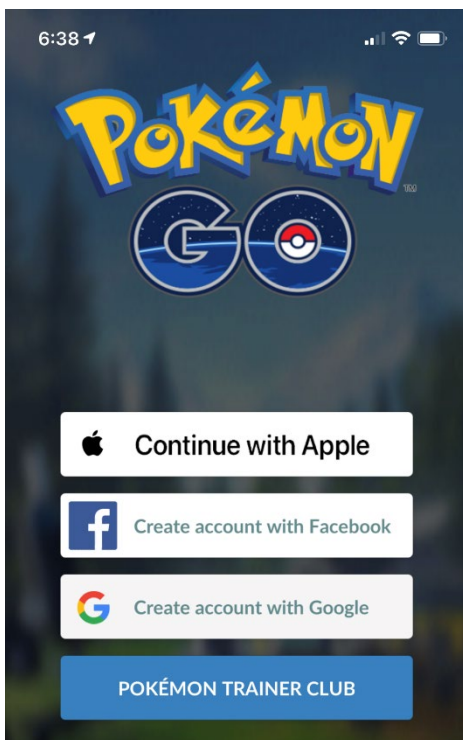 6:38
POKéMON
TM
GO
Continue with Apple
Create account with Facebook
Create account with Google
POKÉMON TRAINER CLUB